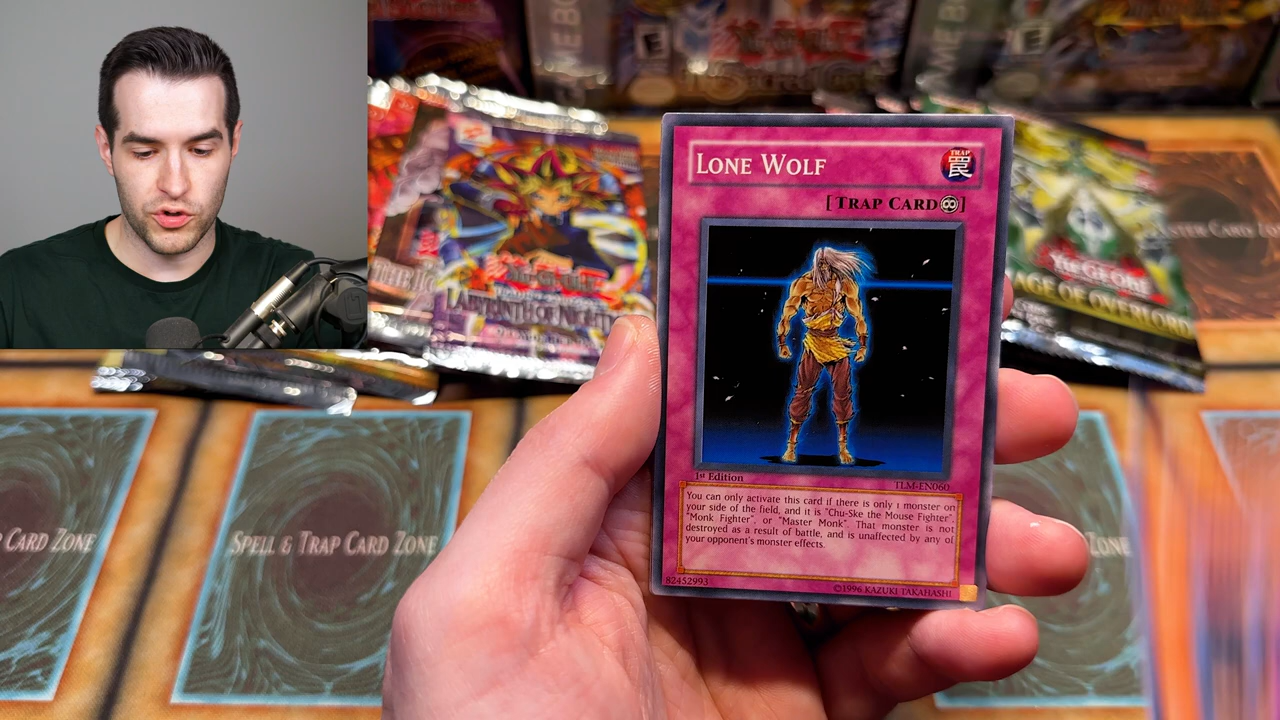 LONE WOLF
TRAP
罠
[TRAP CARD]
1st Edition
TLM-EN060
You can only activate this card if there is only 1 monster on
your side of the field, and it is "Chu-Ske the Mouse Fighter",
"Monk Fighter", or "Master Monk". That monster is not
destroyed as a result of battle, and is unaffected by any of
your opponent's monster effects.
82452993
©1996 KAZUKI TAKAHASHI
LABYRINTH OF NIGHT
YU-GI-OH!
AGE OF OVERLORD
CARD ZONE
SPELL & TRAP CARD ZONE
ZONE
E
E